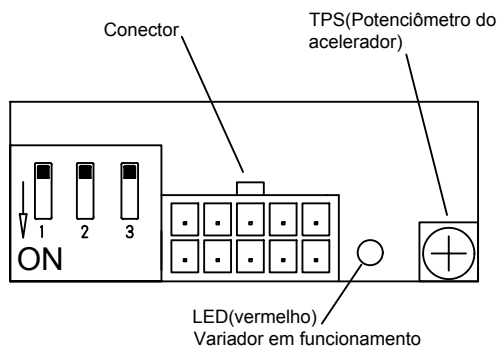 TPS(Potenciômetro do
acelerador)
Conector
1 2 3
ON
LED(vermelho)
Variador em funcionamento